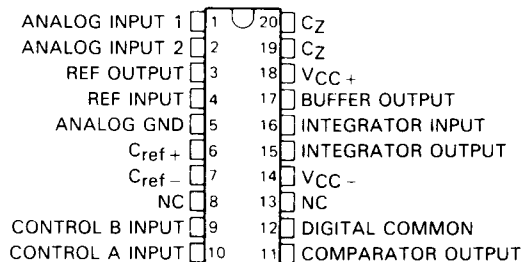 ANALOG INPUT 1 1 20 CZ
ANALOG INPUT 2 2 19 CZ
REF OUTPUT 3 18 VCC +
REF INPUT 4 17 BUFFER OUTPUT
ANALOG GND 5 16 INTEGRATOR INPUT
Cref + 6 15 INTEGRATOR OUTPUT
Cref − 7 14 VCC −
NC 8 13 NC
CONTROL B INPUT 9 12 DIGITAL COMMON
CONTROL A INPUT 10 11 COMPARATOR OUTPUT